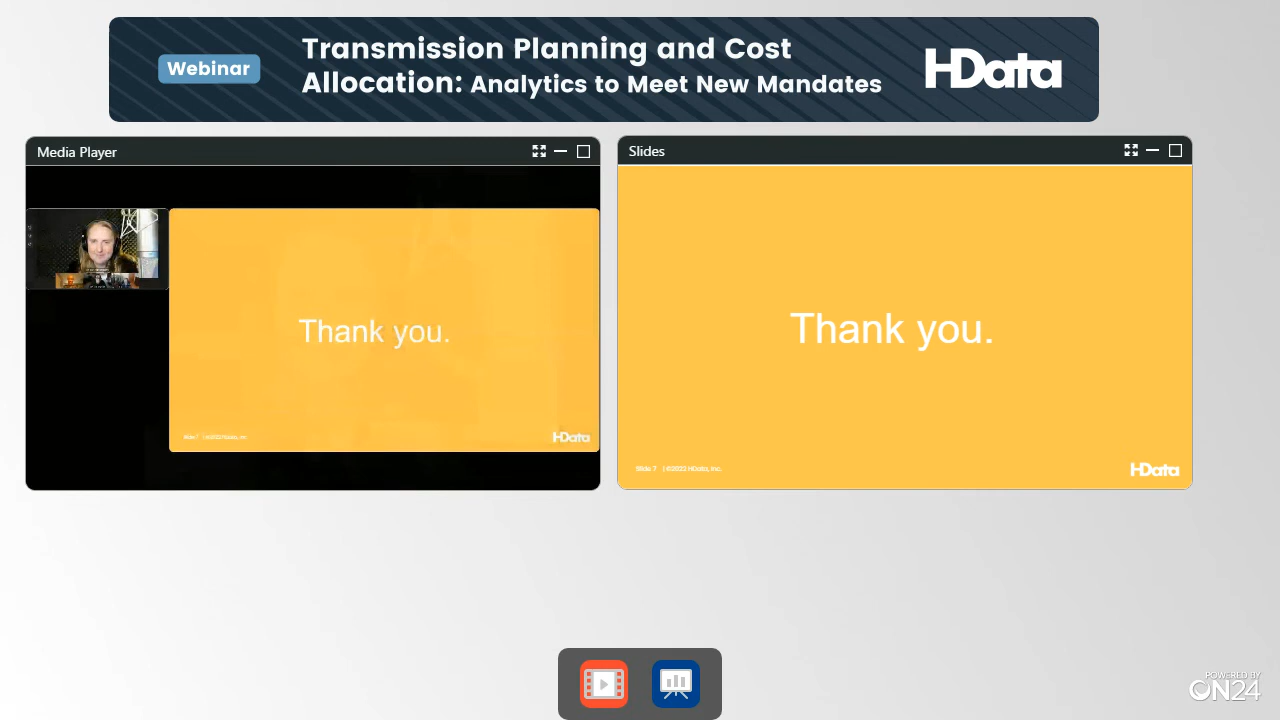 Webinar
Transmission Planning and Cost
Allocation: Analytics to Meet New Mandates
HData
Media Player
Thank you.
HData
Slides
Thank you.
Slide 7 | ©2022 HData, Inc.
HData
POWERED BY
ON24